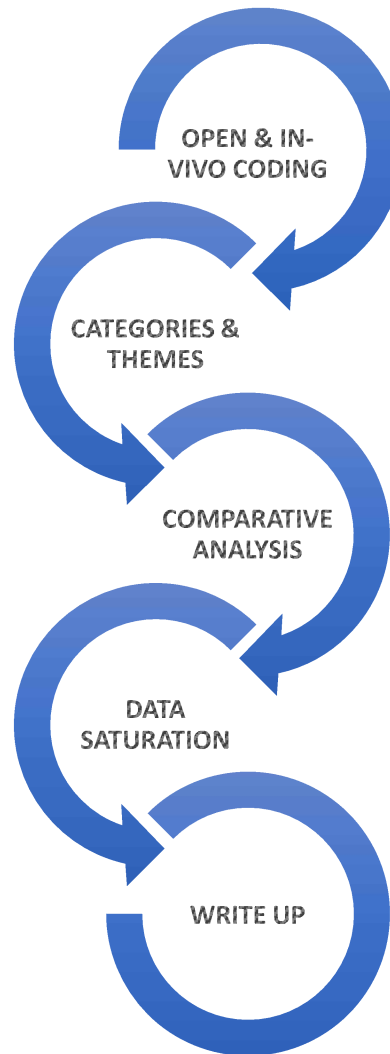 OPEN & IN-
VIVO CODING
CATEGORIES &
THEMES
COMPARATIVE
ANALYSIS
DATA
SATURATION
WRITE UP